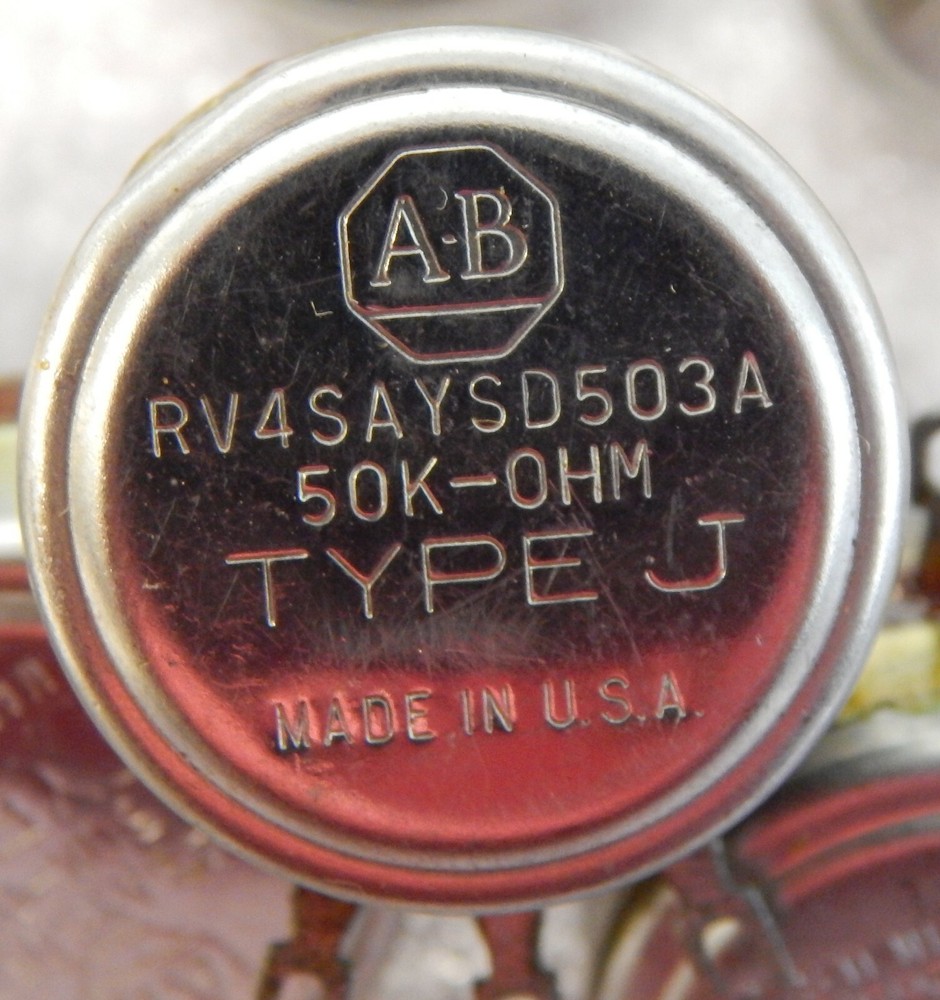 A-B
RV4SAYSD503A
50K-OHM
TYPE J
MADE IN U.S.A.